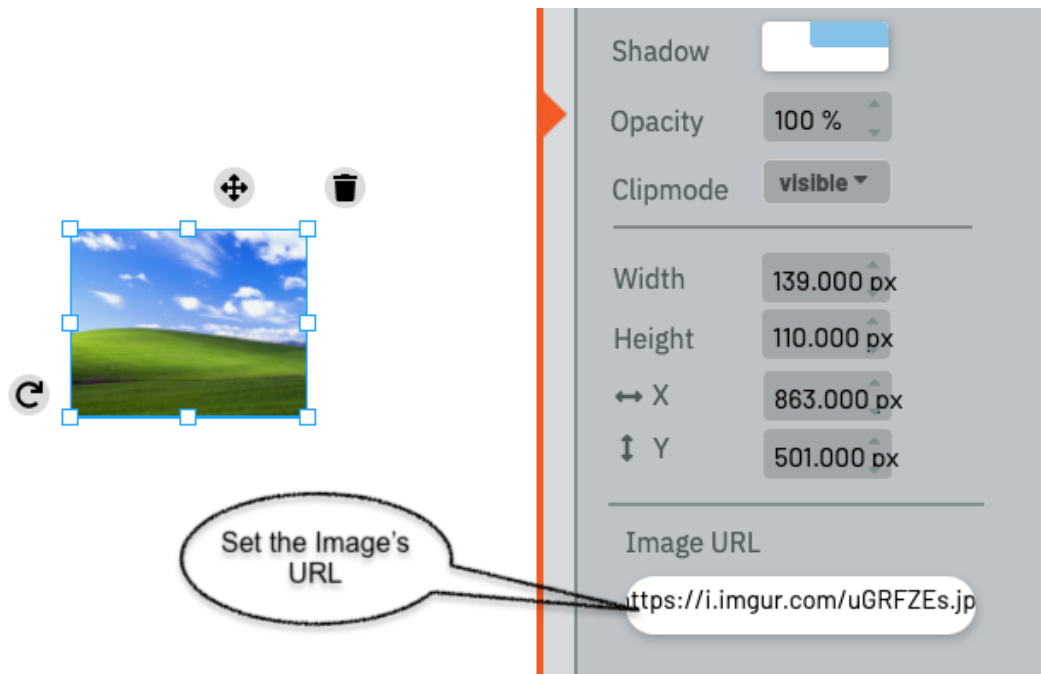 Shadow
Opacity 100 %
Clipmode visible
Width 139.000 px
Height 110.000 px
X 863.000 px
Y 501.000 px
Set the Image's
URL
Image URL
ttps://i.imgur.com/uGRFZEs.jp